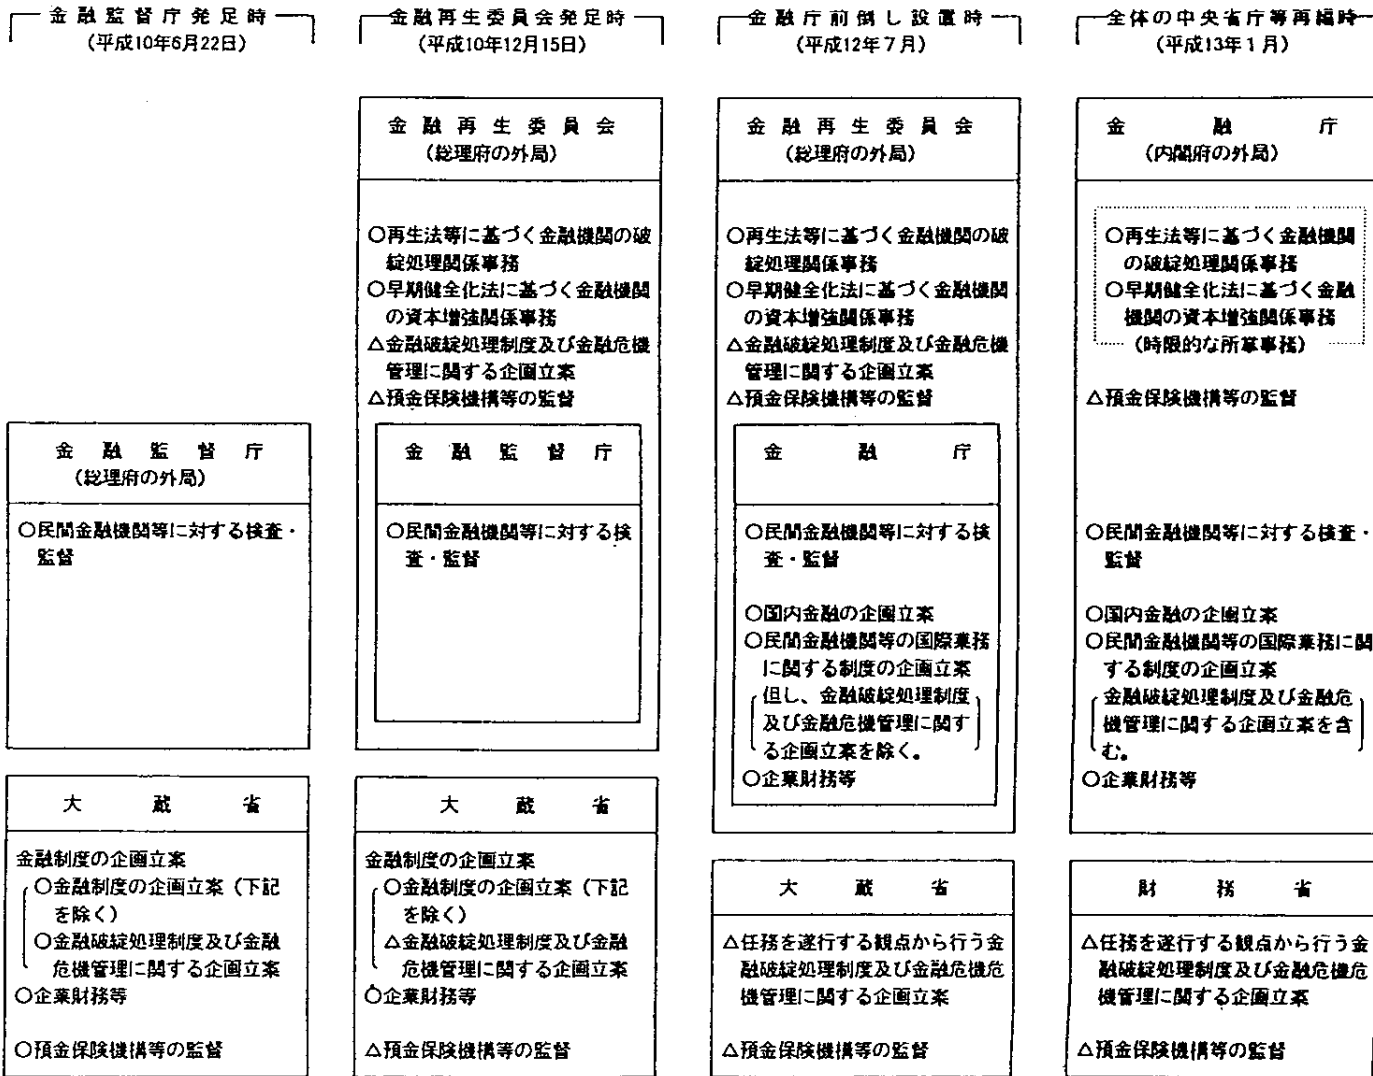 金融監督庁発足時
(平成10年6月22日)
金融再生委員会発足時
(平成10年12月15日)
金融庁前倒し設置時
(平成12年7月)
全体の中央省庁等再編時
(平成13年1月)
金融監督庁
(総理府の外局)
○民間金融機関等に対する検査・
監督
大蔵省
金融制度の企画立案
○金融制度の企画立案(下記
を除く)
○金融破綻処理制度及び金融
危機管理に関する企画立案
○企業財務等
○預金保険機構等の監督
金融再生委員会
(総理府の外局)
○再生法等に基づく金融機関の破
綻処理関係事務
○早期健全化法に基づく金融機関
の資本増強関係事務
△金融破綻処理制度及び金融危機
管理に関する企画立案
△預金保険機構等の監督
金融監督庁
○民間金融機関等に対する検
査・監督
大蔵省
金融制度の企画立案
○金融制度の企画立案(下記
を除く)
△金融破綻処理制度及び金融
危機管理に関する企画立案
○企業財務等
△預金保険機構等の監督
金融再生委員会
(総理府の外局)
○再生法等に基づく金融機関の破
綻処理関係事務
○早期健全化法に基づく金融機関
の資本増強関係事務
△金融破綻処理制度及び金融危機
管理に関する企画立案
△預金保険機構等の監督
金融庁
○民間金融機関等に対する検
査・監督
○国内金融の企画立案
○民間金融機関等の国際業務
に関する制度の企画立案
但し、金融破綻処理制度
及び金融危機管理に関す
る企画立案を除く。
○企業財務等
大蔵省
△任務を遂行する観点から行う金
融破綻処理制度及び金融危機危
機管理に関する企画立案
△預金保険機構等の監督
金融庁
(内閣府の外局)
○再生法等に基づく金融機関
の破綻処理関係事務
○早期健全化法に基づく金融
機関の資本増強関係事務
(時限的な所掌事務)
△預金保険機構等の監督
○民間金融機関等に対する検査・
監督
○国内金融の企画立案
○民間金融機関等の国際業務に関
する制度の企画立案
金融破綻処理制度及び金融危
機管理に関する企画立案を含
む。
○企業財務等
財務省
△任務を遂行する観点から行う金
融破綻処理制度及び金融危機危
機管理に関する企画立案
△預金保険機構等の監督